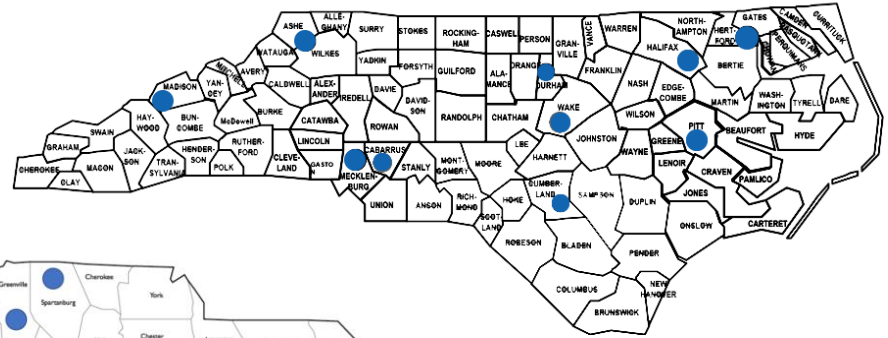 ASHE
ALLE-
GHANY
SURRY
STOKES
ROCKING-
HAM
CASWEL
PERSON
GRAN-
VILLE
VANCE
WARREN
NORTH-
AMPTON
HERT-
FORD
GATES
CAMDEN
CURRITUCK
PASQUOTANK
PERQUIMANS
WATAUGA
WILKES
YADKIN
FORSYTH
GUILFORD
ALA-
MANCE
ORANGE
DURHAM
FRANKLIN
HALIFAX
BERTIE
MITCHELL
AVERY
CALDWELL
ALEX-
ANDER
IREDELL
DAVIE
DAVID-
SON
RANDOLPH
CHATHAM
WAKE
NASH
EDGE-
COMBE
MARTIN
WASH-
INGTON
TYRELL
DARE
MADISON
YAN-
CEY
HAY-
WOOD
BUN-
COMBE
McDowell
BURKE
CATAWBA
ROWAN
WILSON
PITT
BEAUFORT
HYDE
SWAIN
GRAHAM
CHEROKEE
CLAY
MACON
JACK-
SON
TRAN-
SYLVANIA
HENDER-
SON
POLK
RUTHER-
FORD
CLEVE-
LAND
LINCOLN
GASTO
MECKLEN-
BURG
CABARRUS
STANLY
MONT-
GOMERY
MOORE
LEE
HARNETT
JOHNSTON
WAYNE
GREENE
LENOIR
CRAVEN
PAMLICO
JONES
CARTERET
UNION
ANSON
RICH-
MOND
SCOT-
LAND
HOKE
CUMBER-
LAND
SAMPSON
DUPLIN
ONSLOW
ROBESON
BLADEN
PENDER
COLUMBUS
BRUNSWICK
NEW
HANOVER
Greenville
Spartanburg
Cherokee
York
Chester